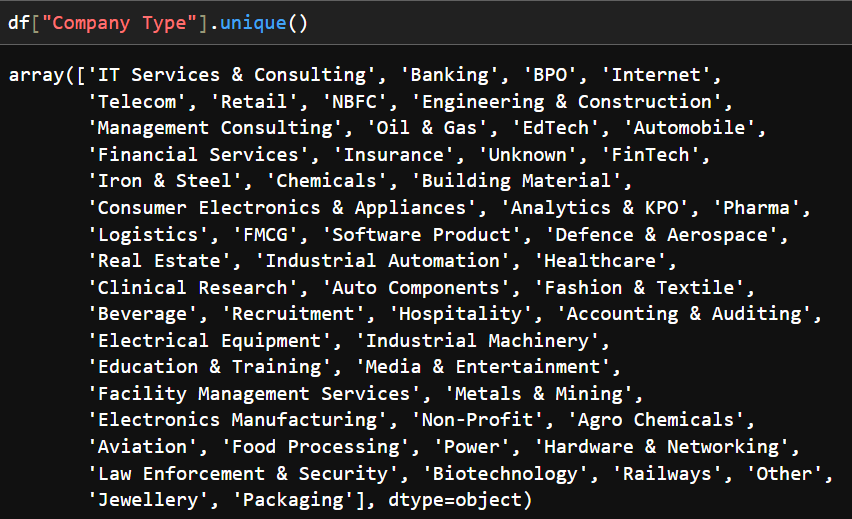 df["Company Type"].unique()
array(['IT Services & Consulting', 'Banking', 'BPO', 'Internet',
'Telecom', 'Retail', 'NBFC', 'Engineering & Construction',
'Management Consulting', 'Oil & Gas', 'EdTech', 'Automobile',
'Financial Services', 'Insurance', 'Unknown', 'FinTech',
'Iron & Steel', 'Chemicals', 'Building Material',
'Consumer Electronics & Appliances', 'Analytics & KPO', 'Pharma',
'Logistics', 'FMCG', 'Software Product', 'Defence & Aerospace',
'Real Estate', 'Industrial Automation', 'Healthcare',
'Clinical Research', 'Auto Components', 'Fashion & Textile',
'Beverage', 'Recruitment', 'Hospitality', 'Accounting & Auditing',
'Electrical Equipment', 'Industrial Machinery',
'Education & Training', 'Media & Entertainment',
'Facility Management Services', 'Metals & Mining',
'Electronics Manufacturing', 'Non-Profit', 'Agro Chemicals',
'Aviation', 'Food Processing', 'Power', 'Hardware & Networking',
'Law Enforcement & Security', 'Biotechnology', 'Railways', 'Other',
'Jewellery', 'Packaging'], dtype=object)